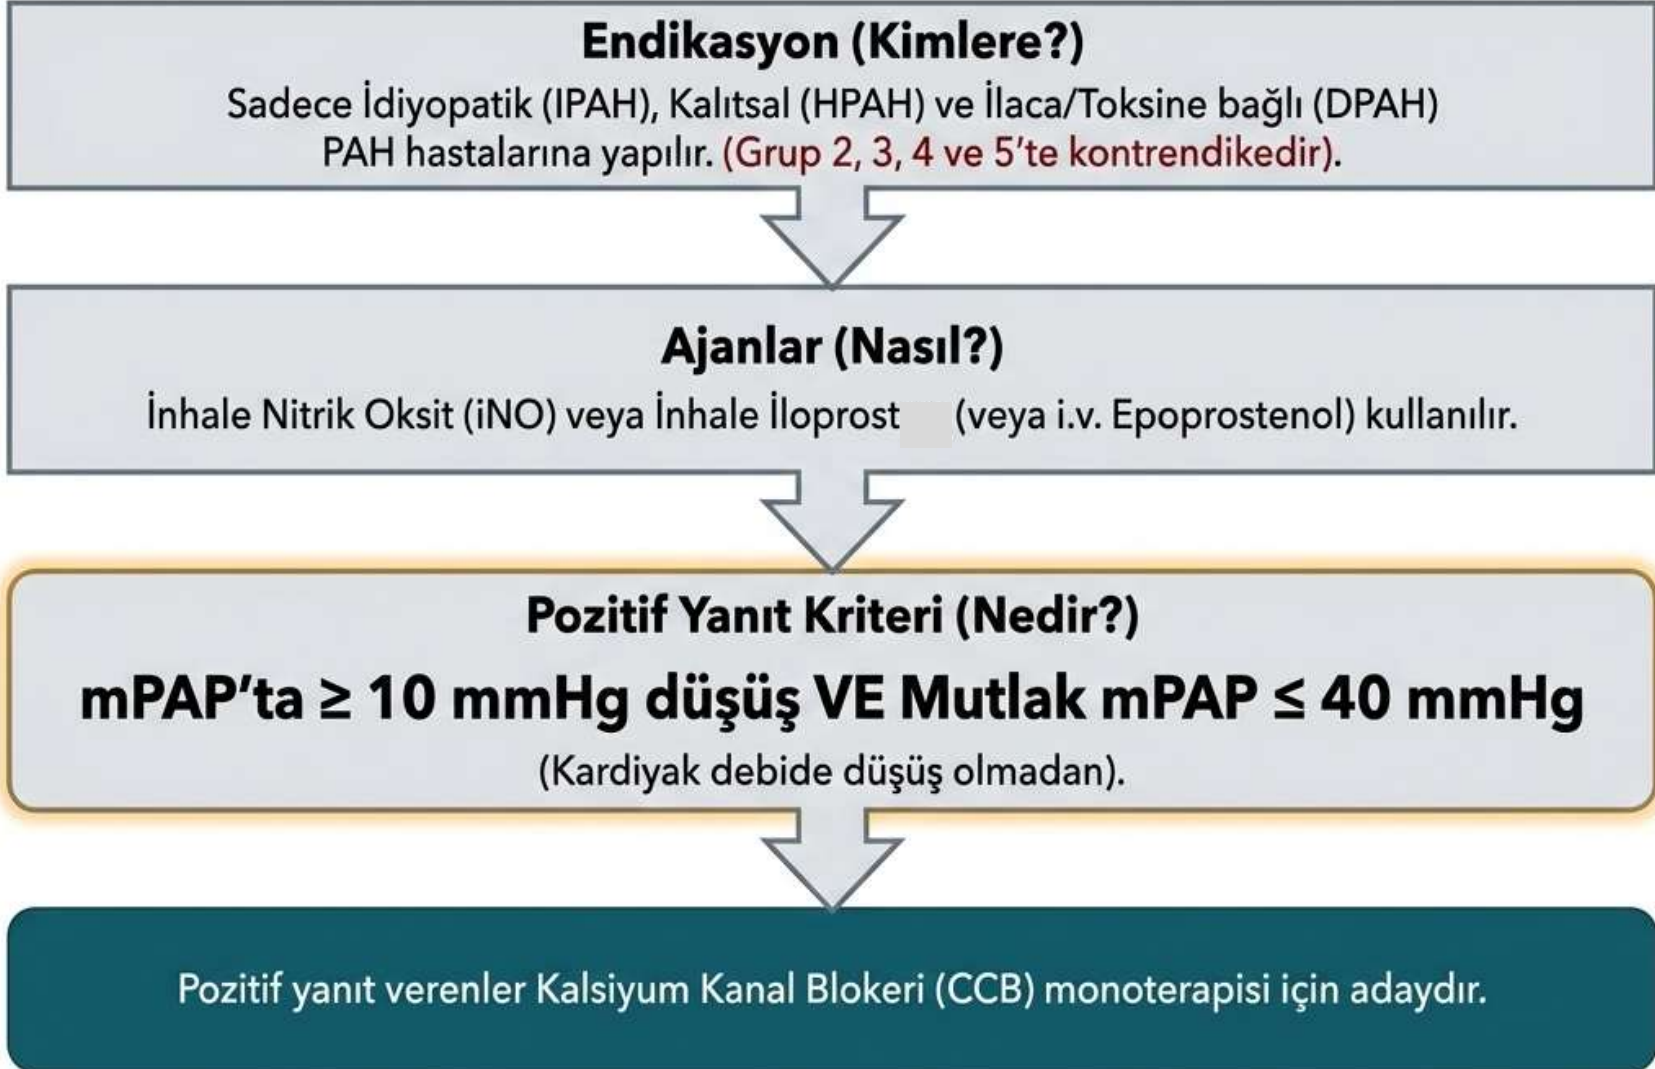 Endikasyon (Kimlere?)
Sadece İdiyopatik (IPAH), Kalıtsal (HPAH) ve İlaca/Toksine bağlı (DPAH)
PAH hastalarına yapılır. (Grup 2, 3, 4 ve 5’te kontrendikedir).
Ajanlar (Nasıl?)
İnhale Nitrik Oksit (iNO) veya İnhale İloprost (veya i.v. Epoprostenol) kullanılır.
Pozitif Yanıt Kriteri (Nedir?)
mPAP’ta ≥ 10 mmHg düşüş VE Mutlak mPAP ≤ 40 mmHg
(Kardiyak debide düşüş olmadan).
Pozitif yanıt verenler Kalsiyum Kanal Blokeri (CCB) monoterapisi için adaydır.